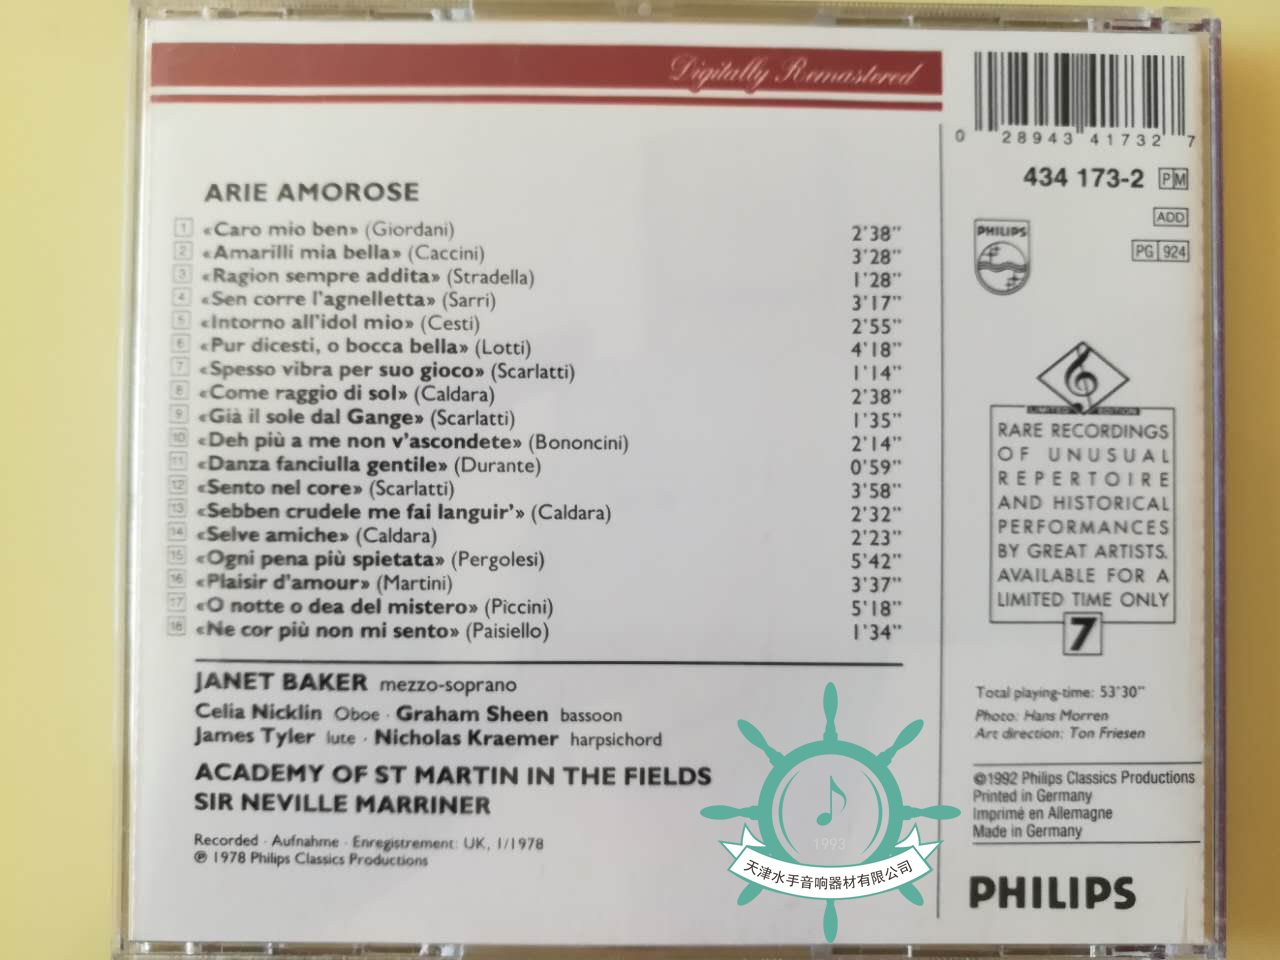 Digitally Remastered
ARIE AMOROSE
1 «Caro mio ben» (Giordani) 2'38"
2 «Amarilli mia bella» (Caccini) 3'28"
3 «Ragion sempre addita» (Stradella) 1'28"
4 «Sen corre l'agnelletta» (Sarri) 3'17"
5 «Intorno all'idol mio» (Cesti) 2'55"
6 «Pur dicesti, o bocca bella» (Lotti) 4'18"
7 «Spesso vibra per suo gioco» (Scarlatti) 1'14"
8 «Come raggio di sol» (Caldara) 2'38"
9 «Già il sole dal Gange» (Scarlatti) 1'35"
10 «Deh più a me non v'ascondete» (Bononcini) 2'14"
11 «Danza fanciulla gentile» (Durante) 0'59"
12 «Sento nel core» (Scarlatti) 3'58"
13 «Sebben crudele me fai languir'» (Caldara) 2'32"
14 «Selve amiche» (Caldara) 2'23"
15 «Ogni pena più spietata» (Pergolesi) 5'42"
16 «Plaisir d'amour» (Martini) 3'37"
17 «O notte o dea del mistero» (Piccini) 5'18"
18 «Ne cor più non mi sento» (Paisiello) 1'34"
JANET BAKER mezzo-soprano
Celia Nicklin Oboe · Graham Sheen bassoon
James Tyler lute · Nicholas Kraemer harpsichord
ACADEMY OF ST MARTIN IN THE FIELDS
SIR NEVILLE MARRINER
Recorded · Aufnahme · Enregistrement: UK, 1/1978
℗ 1978 Philips Classics Productions
0 28943 41732 7
434 173-2 PM
ADD
PG 924
PHILIPS
LIMITED EDITION
RARE RECORDINGS
OF UNUSUAL
REPERTOIRE
AND HISTORICAL
PERFORMANCES
BY GREAT ARTISTS.
AVAILABLE FOR A
LIMITED TIME ONLY
7
Total playing-time: 53'30"
Photo: Hans Morren
Art direction: Ton Friesen
©1992 Philips Classics Productions
Printed in Germany
Imprimé en Allemagne
Made in Germany
PHILIPS
1993
天津水手音响器材有限公司